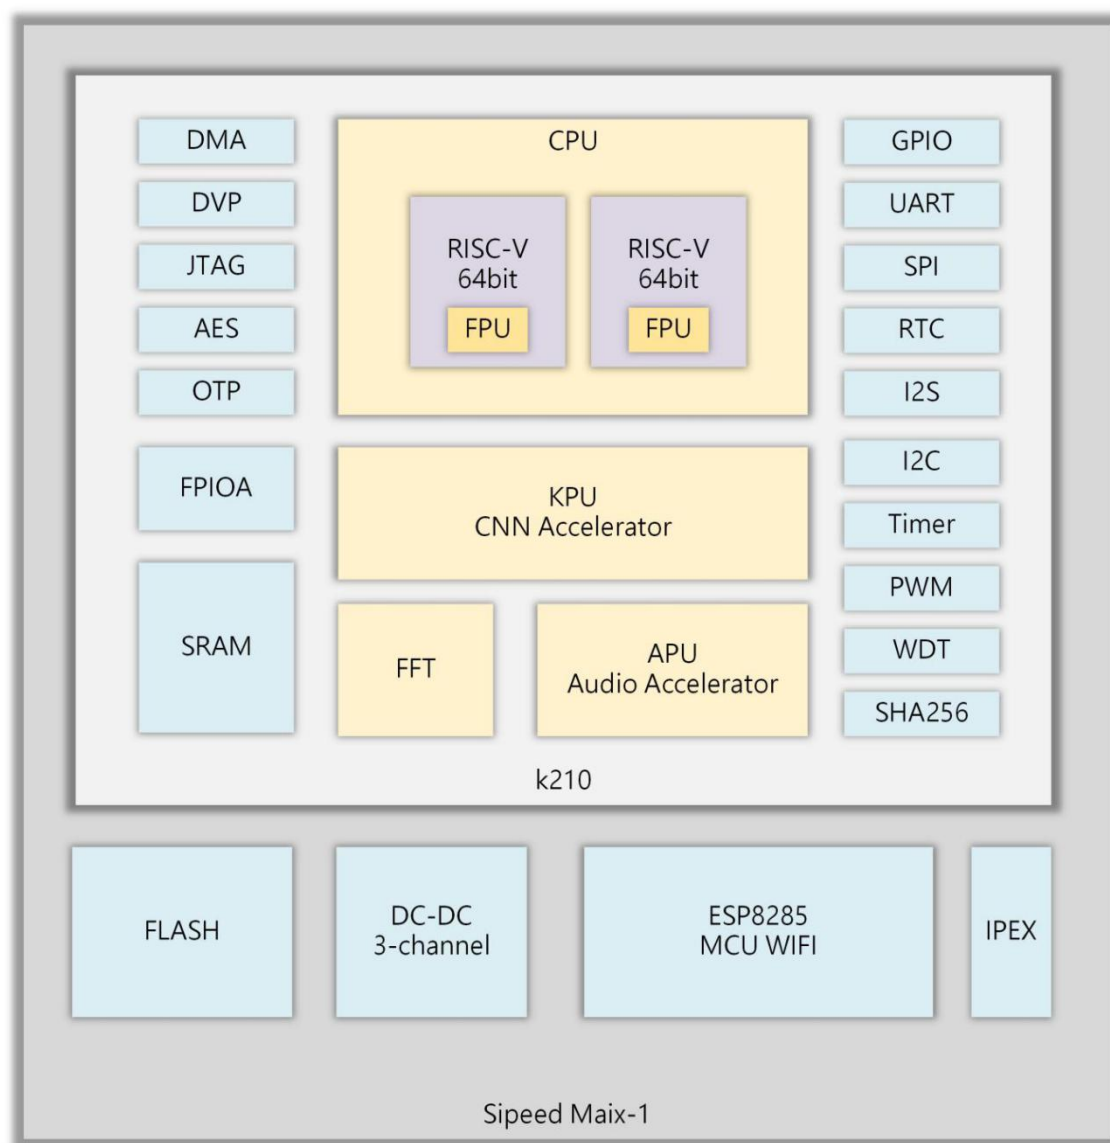 DMA
DVP
JTAG
AES
OTP
FPIOA
SRAM
CPU
RISC-V
64bit
FPU
RISC-V
64bit
FPU
KPU
CNN Accelerator
FFT
APU
Audio Accelerator
GPIO
UART
SPI
RTC
I2S
I2C
Timer
PWM
WDT
SHA256
k210
FLASH
DC-DC
3-channel
ESP8285
MCU WIFI
IPEX
Sipeed Maix-1